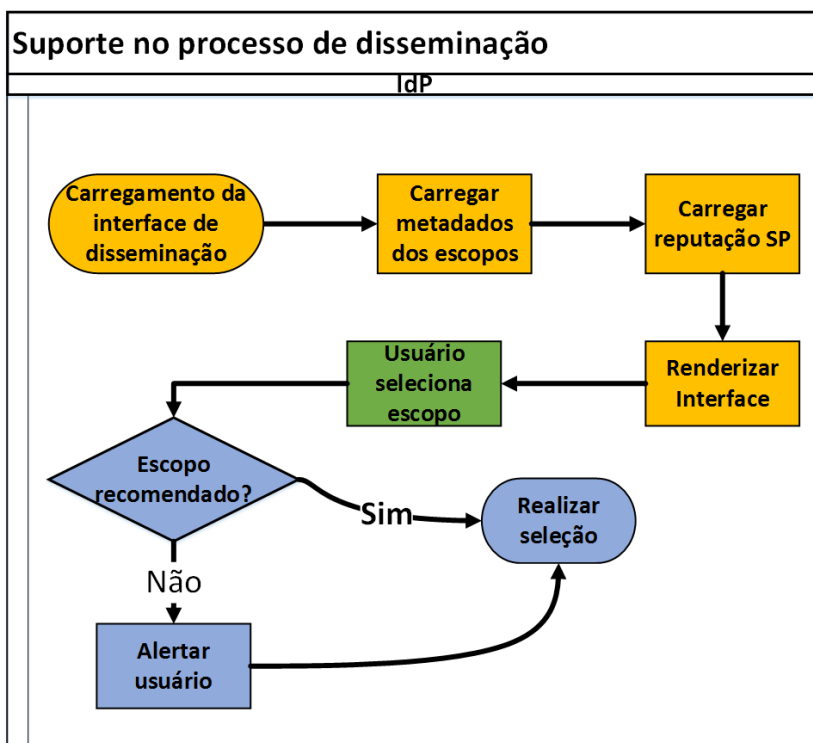 Suporte no processo de disseminação
IdP
Carregamento da
interface de
disseminação
Carregar
metadados
dos escopos
Carregar
reputação SP
Renderizar
Interface
Usuário
seleciona
escopo
Escopo
recomendado?
Sim
Realizar
seleção
Não
Alertar
usuário